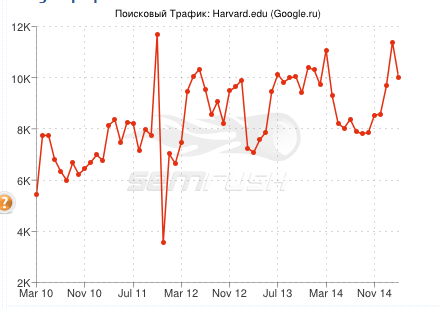 Поисковый Трафик: Harvard.edu (Google.ru)
12K
10K
8K
6K
4K
2K
SEMRUSH
Mar 10 Nov 10 Jul 11 Mar 12 Nov 12 Jul 13 Mar 14 Nov 14
?